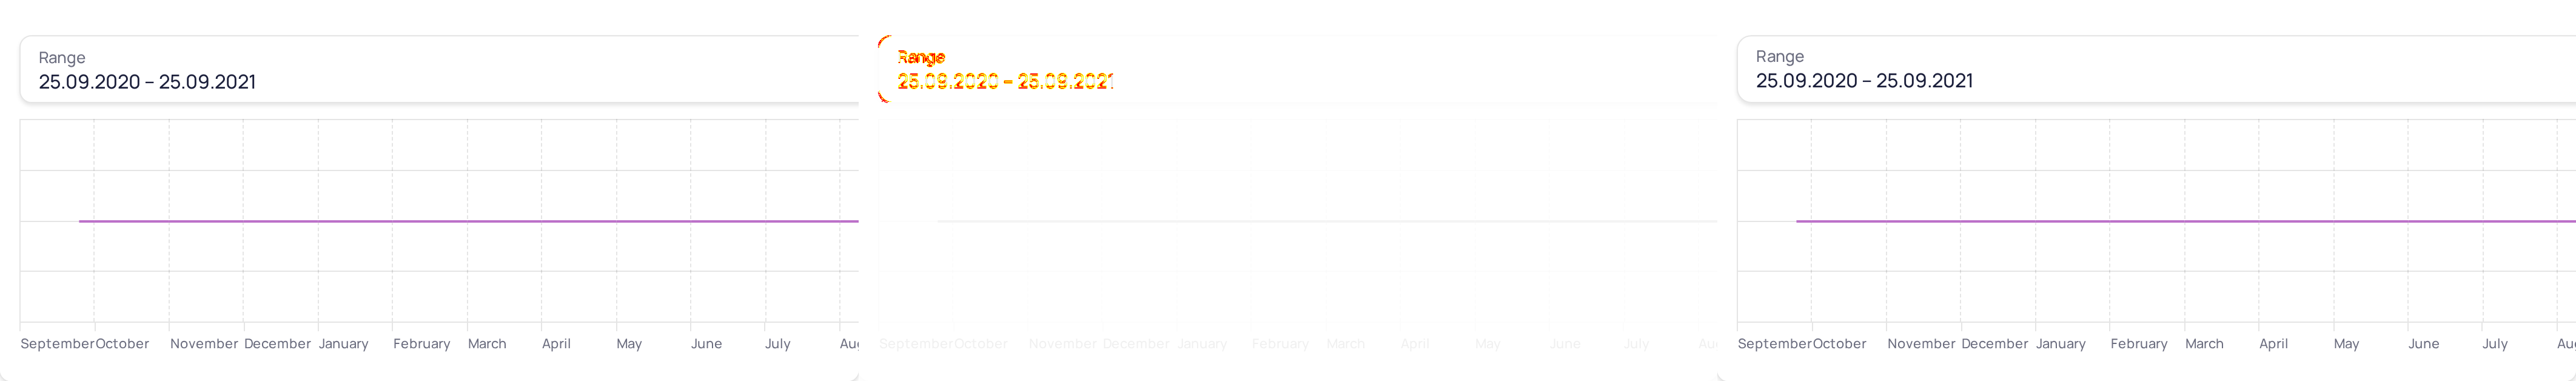 Range
25.09.2020 – 25.09.2021
September October November December January February March April May June July Aug
Range
25.09.2020 – 25.09.2021
September October November December January February March April May June July Au
Range
25.09.2020 – 25.09.2021
September October November December January February March April May June July Au